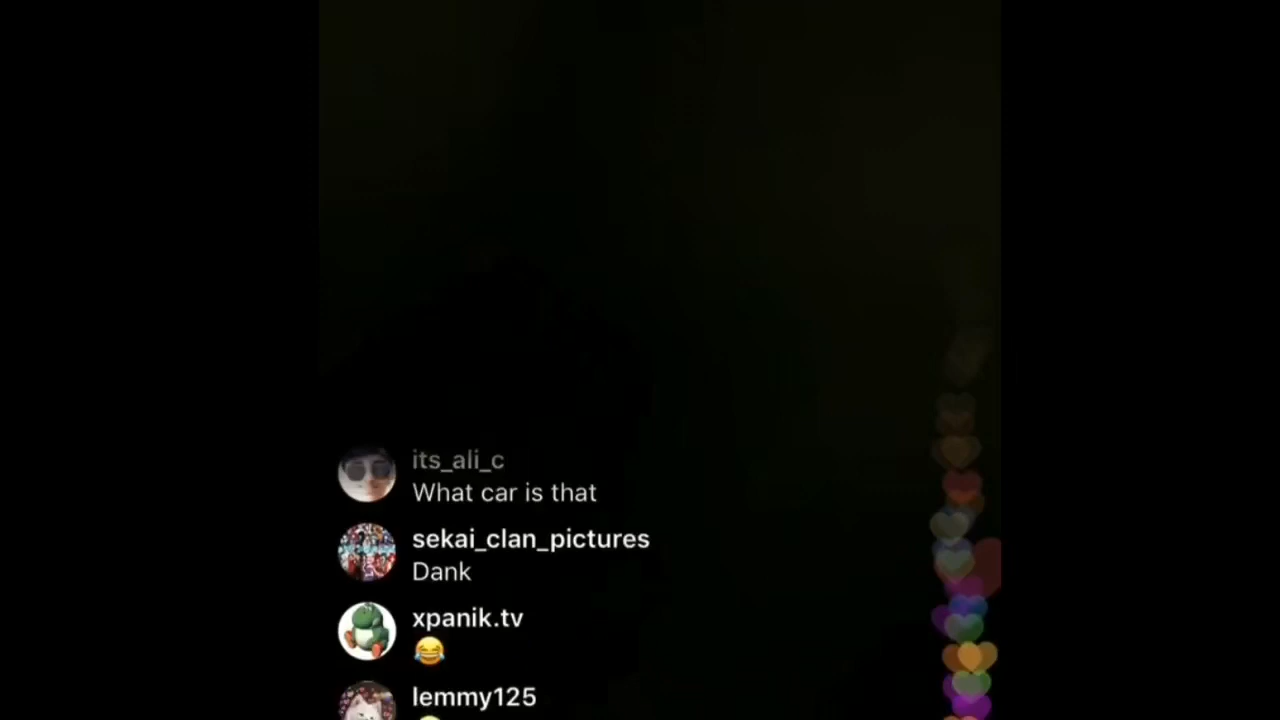 its_ali_c
What car is that
sekai_clan_pictures
Dank
xpanik.tv
😂
lemmy125